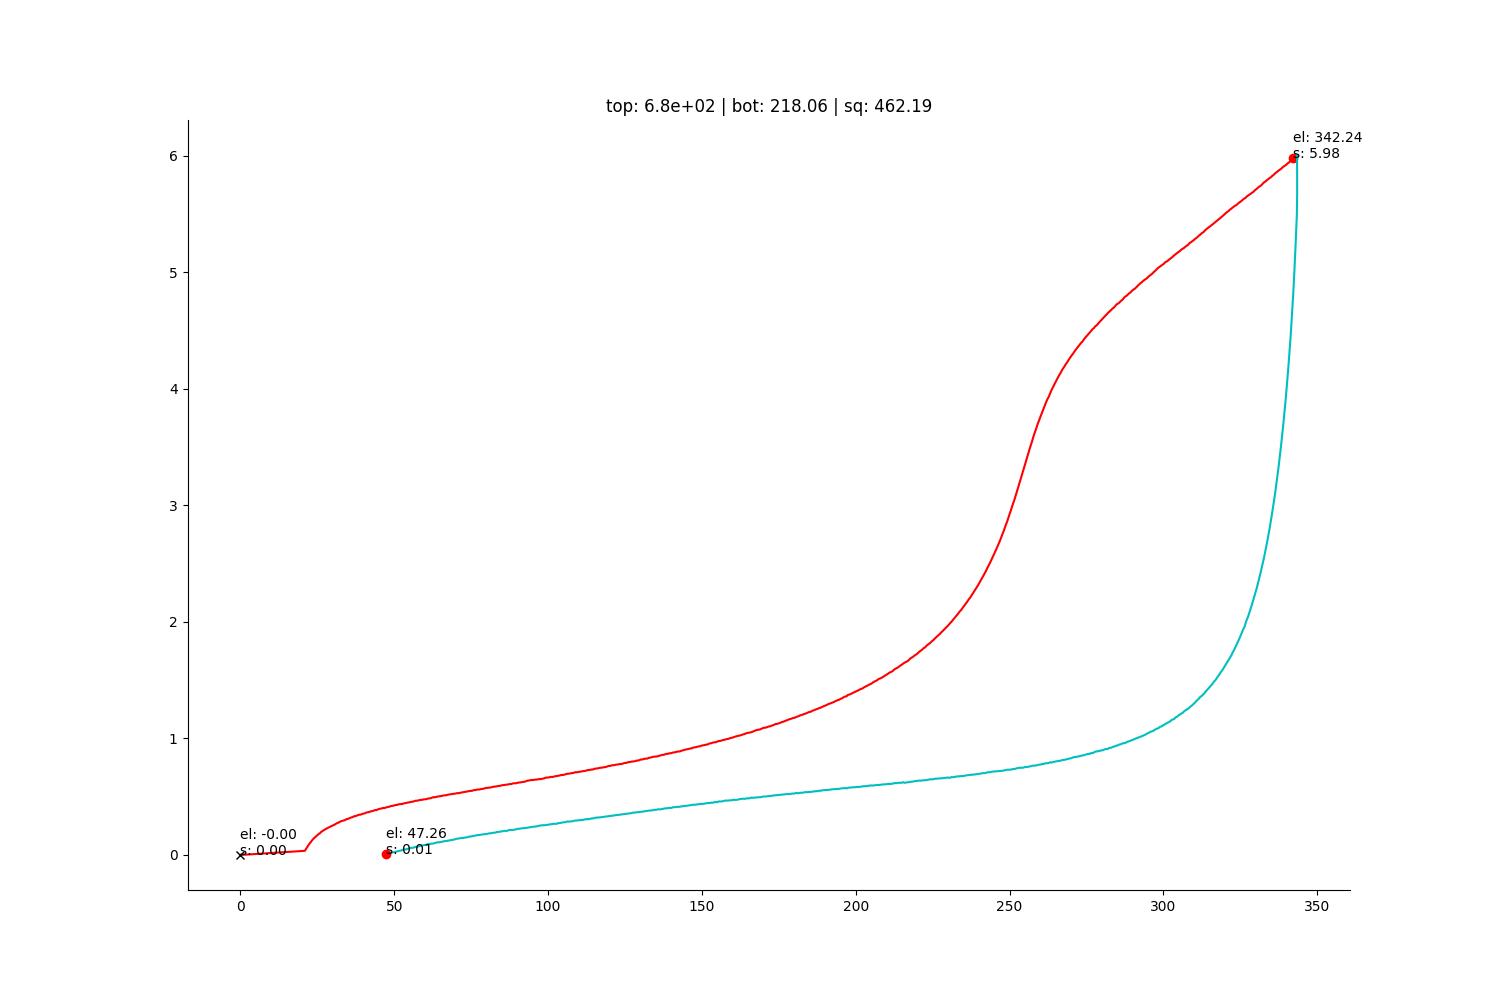 top: 6.8e+02 | bot: 218.06 | sq: 462.19
el: 342.24
s: 5.98
6
5
4
3
2
1
0
el: -0.00
s: 0.00
el: 47.26
s: 0.01
0 50 100 150 200 250 300 350